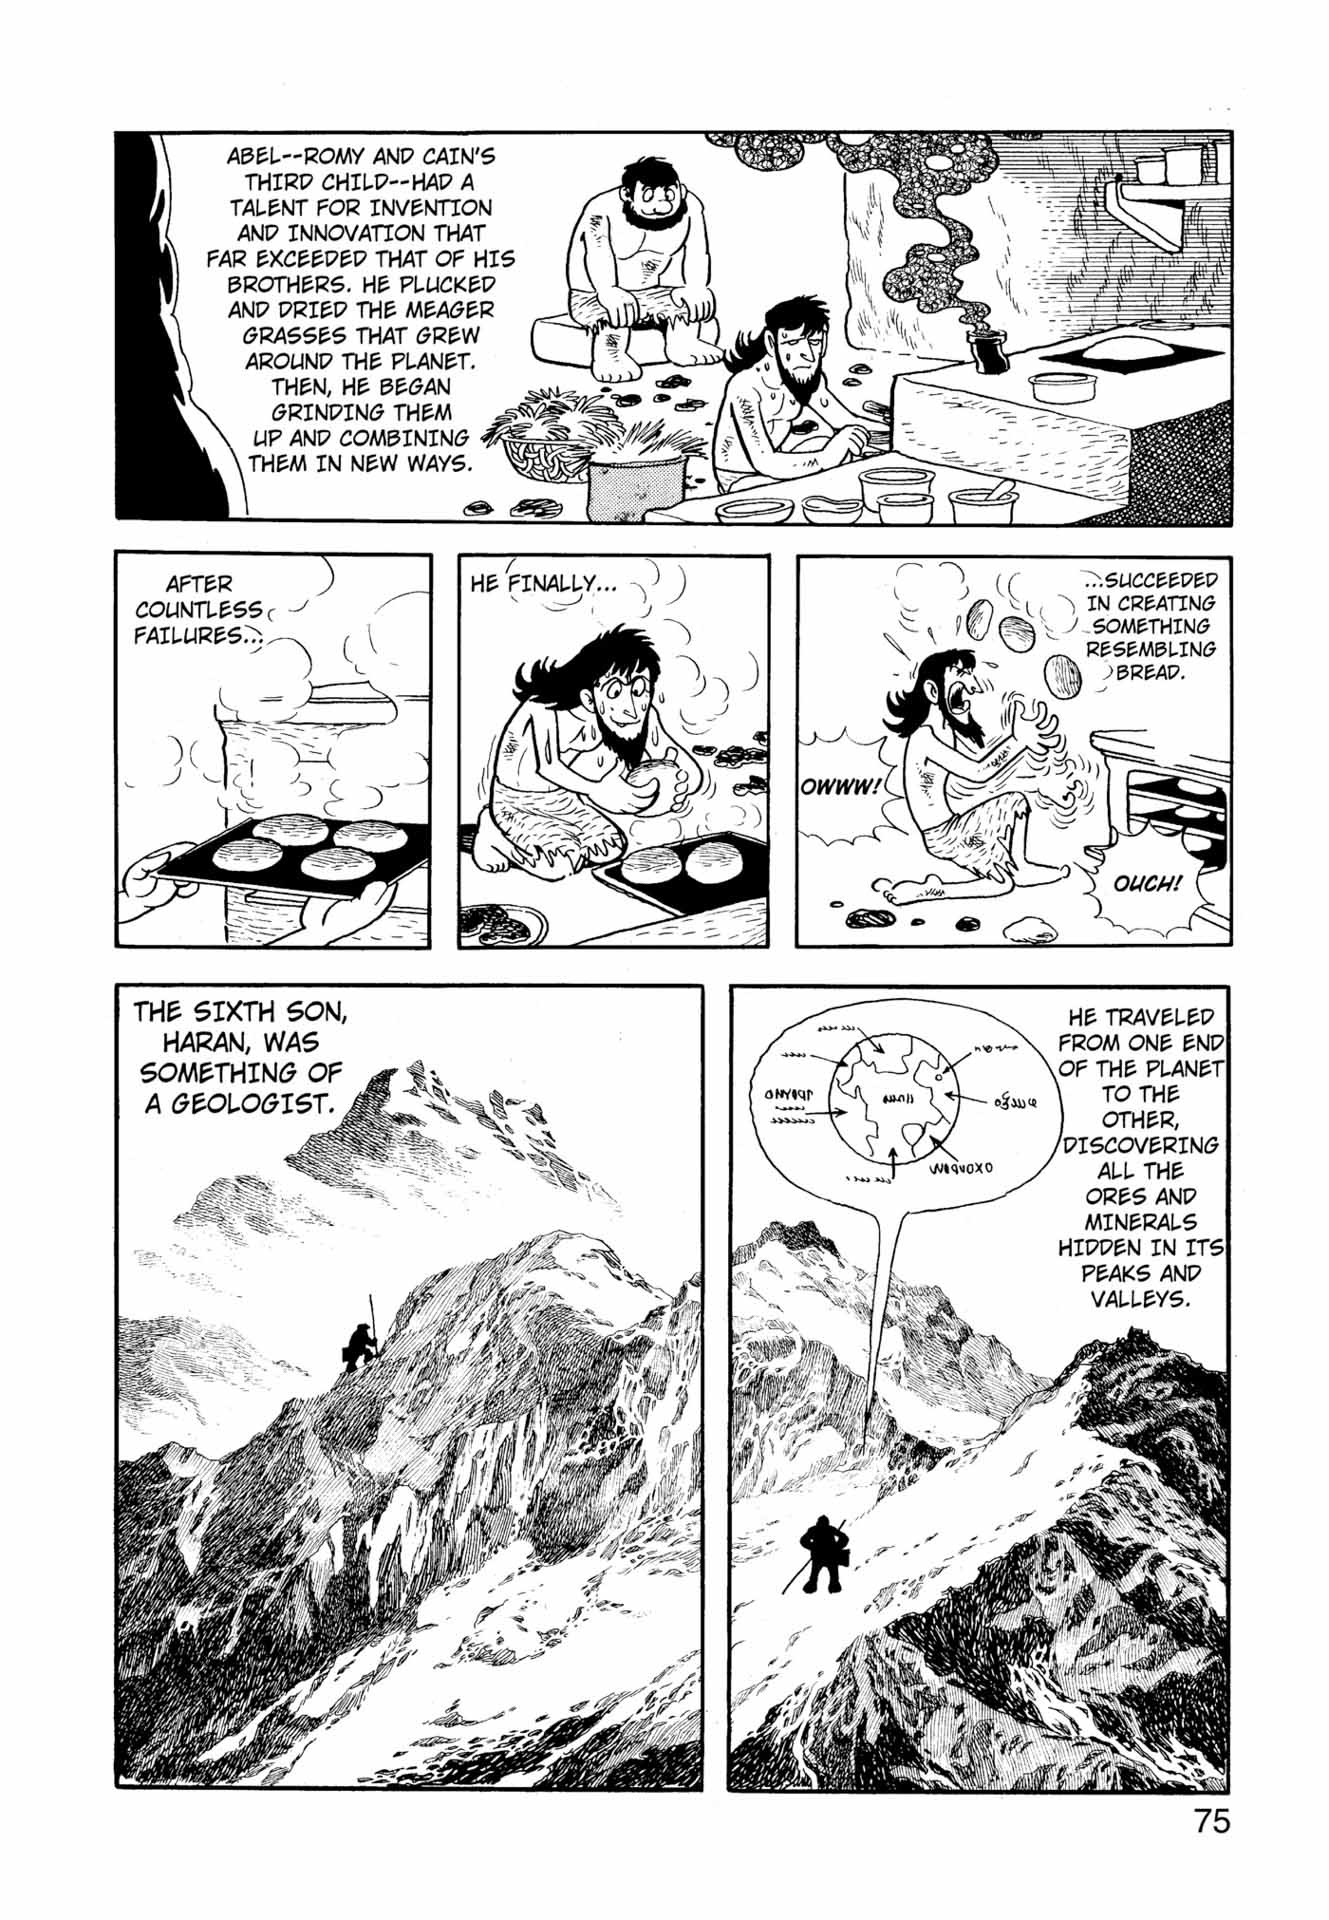 ABEL--ROMY AND CAIN'S
THIRD CHILD--HAD A
TALENT FOR INVENTION
AND INNOVATION THAT
FAR EXCEEDED THAT OF HIS
BROTHERS. HE PLUCKED
AND DRIED THE MEAGER
GRASSES THAT GREW
AROUND THE PLANET.
THEN, HE BEGAN
GRINDING THEM
UP AND COMBINING
THEM IN NEW WAYS.
AFTER
COUNTLESS
FAILURES...
HE FINALLY...
...SUCCEEDED
IN CREATING
SOMETHING
RESEMBLING
BREAD.
OWWW!
OUCH!
THE SIXTH SON,
HARAN, WAS
SOMETHING OF
A GEOLOGIST.
HE TRAVELED
FROM ONE END
OF THE PLANET
TO THE
OTHER,
DISCOVERING
ALL THE
ORES AND
MINERALS
HIDDEN IN ITS
PEAKS AND
VALLEYS.
75